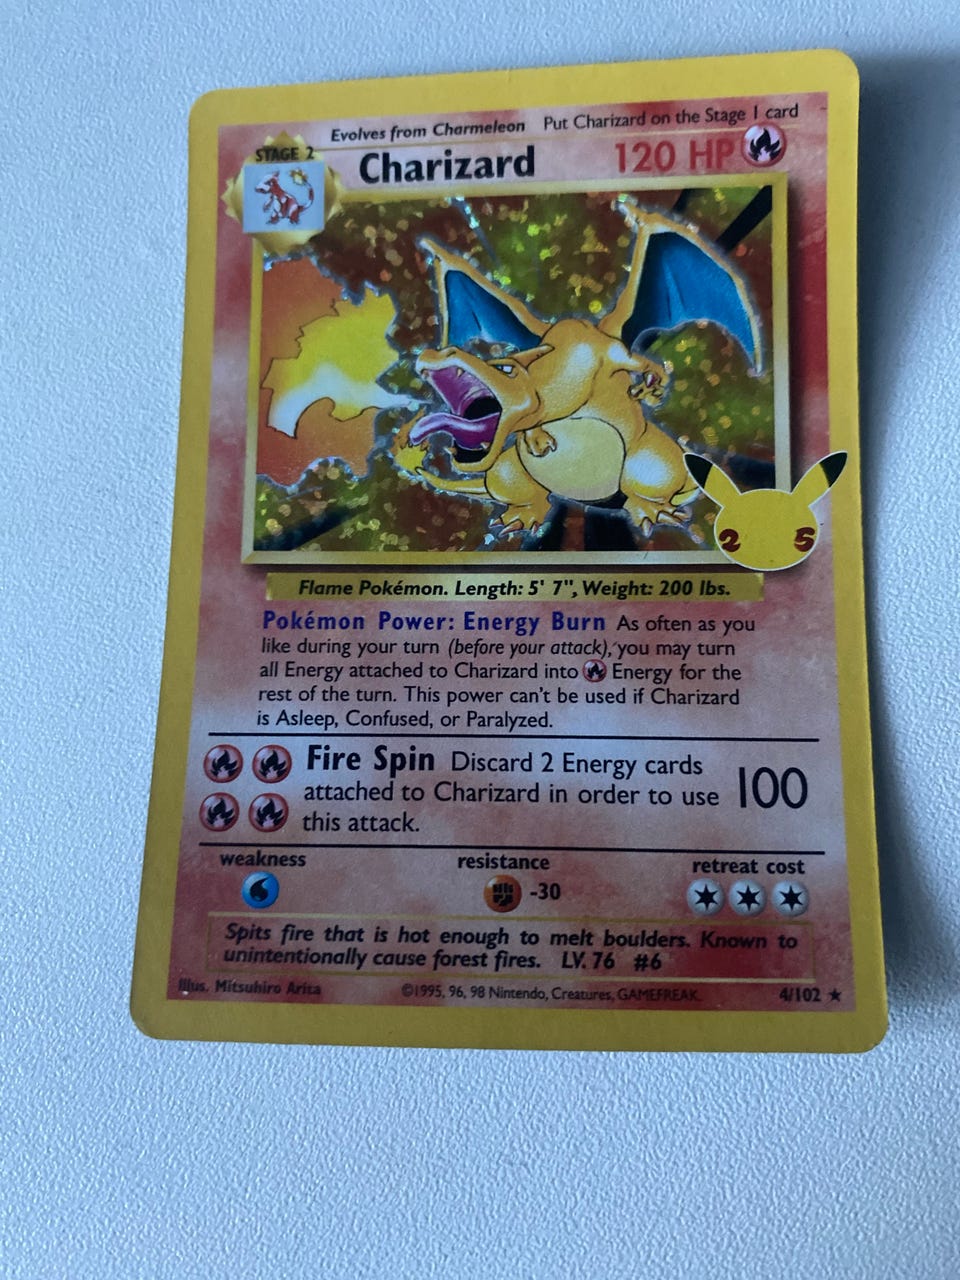 Evolves from Charmeleon Put Charizard on the Stage 1 card
STAGE 2
Charizard 120 HP
2 5
Flame Pokémon. Length: 5' 7", Weight: 200 lbs.
Pokémon Power: Energy Burn As often as you
like during your turn (before your attack), you may turn
all Energy attached to Charizard into Energy for the
rest of the turn. This power can't be used if Charizard
is Asleep, Confused, or Paralyzed.
Fire Spin Discard 2 Energy cards
attached to Charizard in order to use 100
this attack.
weakness resistance retreat cost
-30
Spits fire that is hot enough to melt boulders. Known to
unintentionally cause forest fires. LV. 76 #6
Illus. Mitsuhiro Arita ©1995, 96, 98 Nintendo, Creatures, GAMEFREAK. 4/102 ★